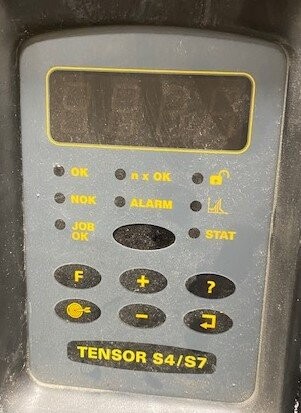 OK
n x OK
NOK
ALARM
JOB
OK
STAT
F
+
?
−
TENSOR S4/S7